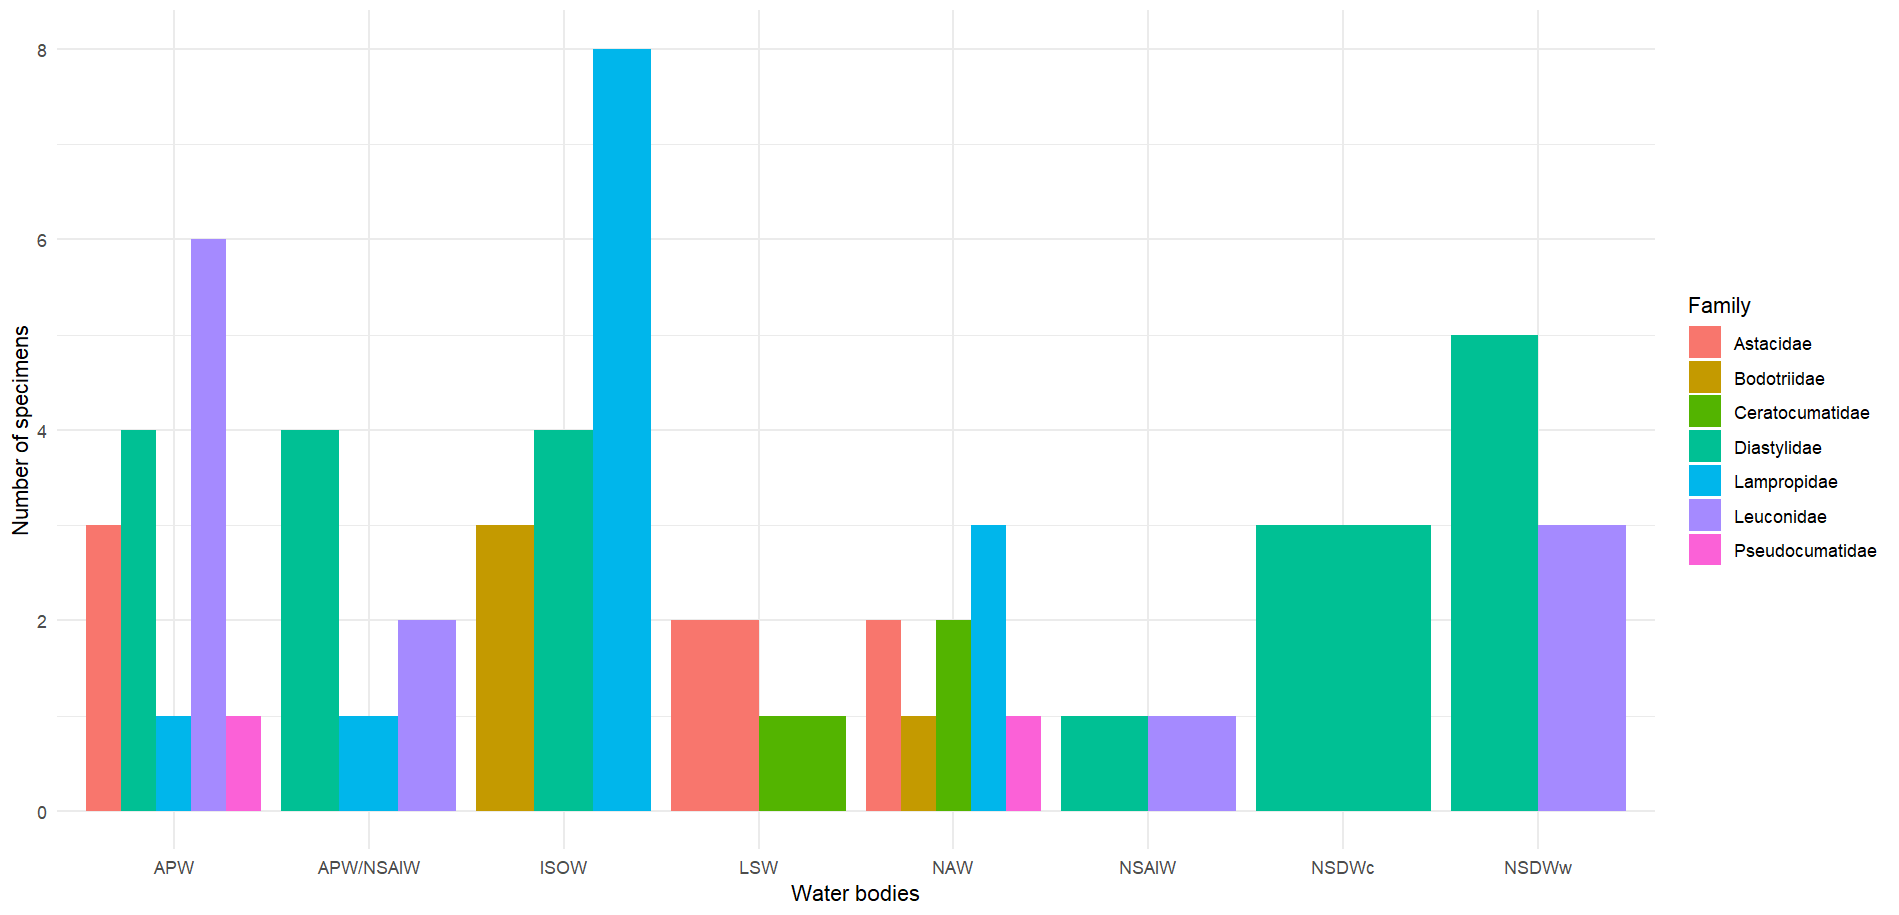 8
6
4
2
0
Number of specimens
APW
APW/NSAIW
ISOW
LSW
NAW
NSAIW
NSDWc
NSDWw
Water bodies
Family
Astacidae
Bodotriidae
Ceratocumatidae
Diastylidae
Lampropidae
Leuconidae
Pseudocumatidae